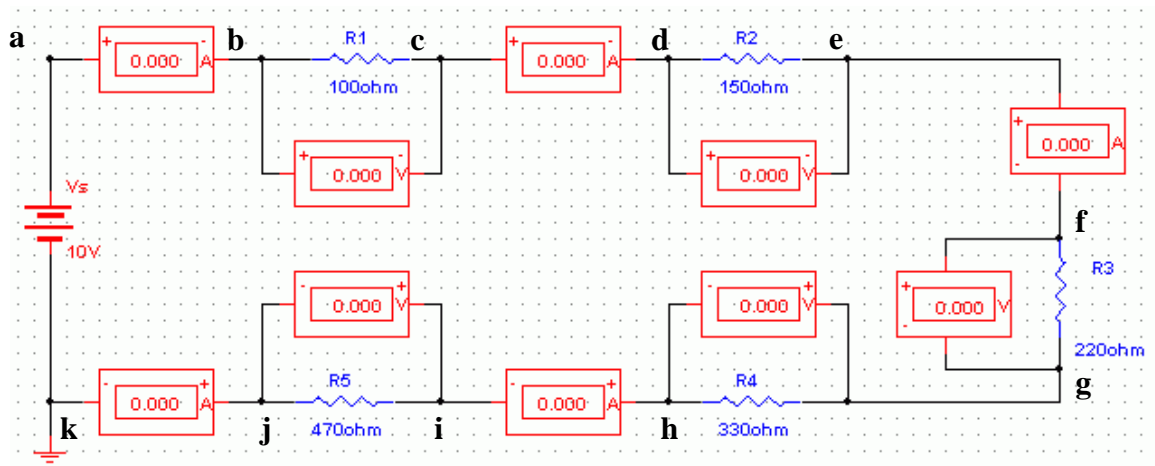 a
b
c
d
e
R1
R2
+ 0.000 - A
100ohm
+ 0.000 - A
150ohm
+ 0.000 - V
+ 0.000 - V
+ 0.000 - A
Vs
10V
f
R3
220ohm
- 0.000 + V
- 0.000 + V
+ 0.000 - V
g
- 0.000 + A
R5
470ohm
- 0.000 + A
R4
330ohm
k
j
i
h